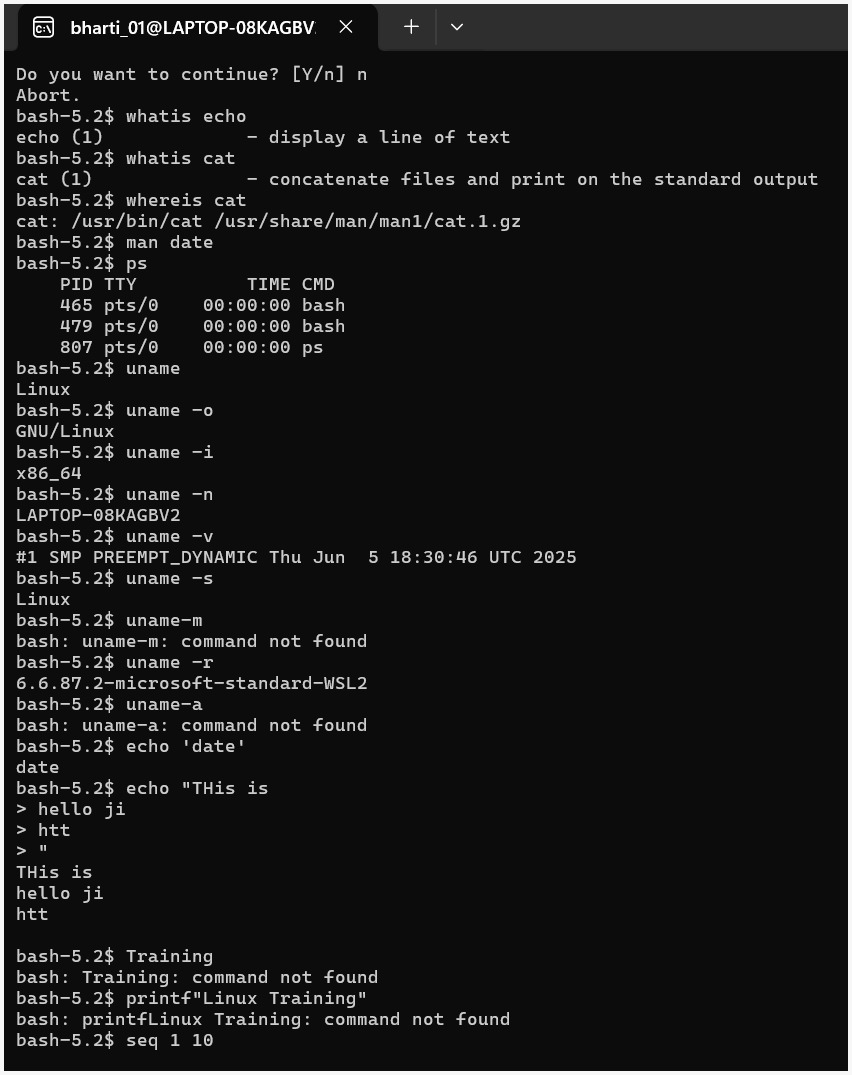 bharti_01@LAPTOP-08KAGBV
Do you want to continue? [Y/n] n
Abort.
bash-5.2$ whatis echo
echo (1)             - display a line of text
bash-5.2$ whatis cat
cat (1)              - concatenate files and print on the standard output
bash-5.2$ whereis cat
cat: /usr/bin/cat /usr/share/man/man1/cat.1.gz
bash-5.2$ man date
bash-5.2$ ps
    PID TTY          TIME CMD
    465 pts/0    00:00:00 bash
    479 pts/0    00:00:00 bash
    807 pts/0    00:00:00 ps
bash-5.2$ uname
Linux
bash-5.2$ uname -o
GNU/Linux
bash-5.2$ uname -i
x86_64
bash-5.2$ uname -n
LAPTOP-08KAGBV2
bash-5.2$ uname -v
#1 SMP PREEMPT_DYNAMIC Thu Jun  5 18:30:46 UTC 2025
bash-5.2$ uname -s
Linux
bash-5.2$ uname-m
bash: uname-m: command not found
bash-5.2$ uname -r
6.6.87.2-microsoft-standard-WSL2
bash-5.2$ uname-a
bash: uname-a: command not found
bash-5.2$ echo 'date'
date
bash-5.2$ echo "THis is
> hello ji
> htt
> "
THis is
hello ji
htt

bash-5.2$ Training
bash: Training: command not found
bash-5.2$ printf"Linux Training"
bash: printfLinux Training: command not found
bash-5.2$ seq 1 10